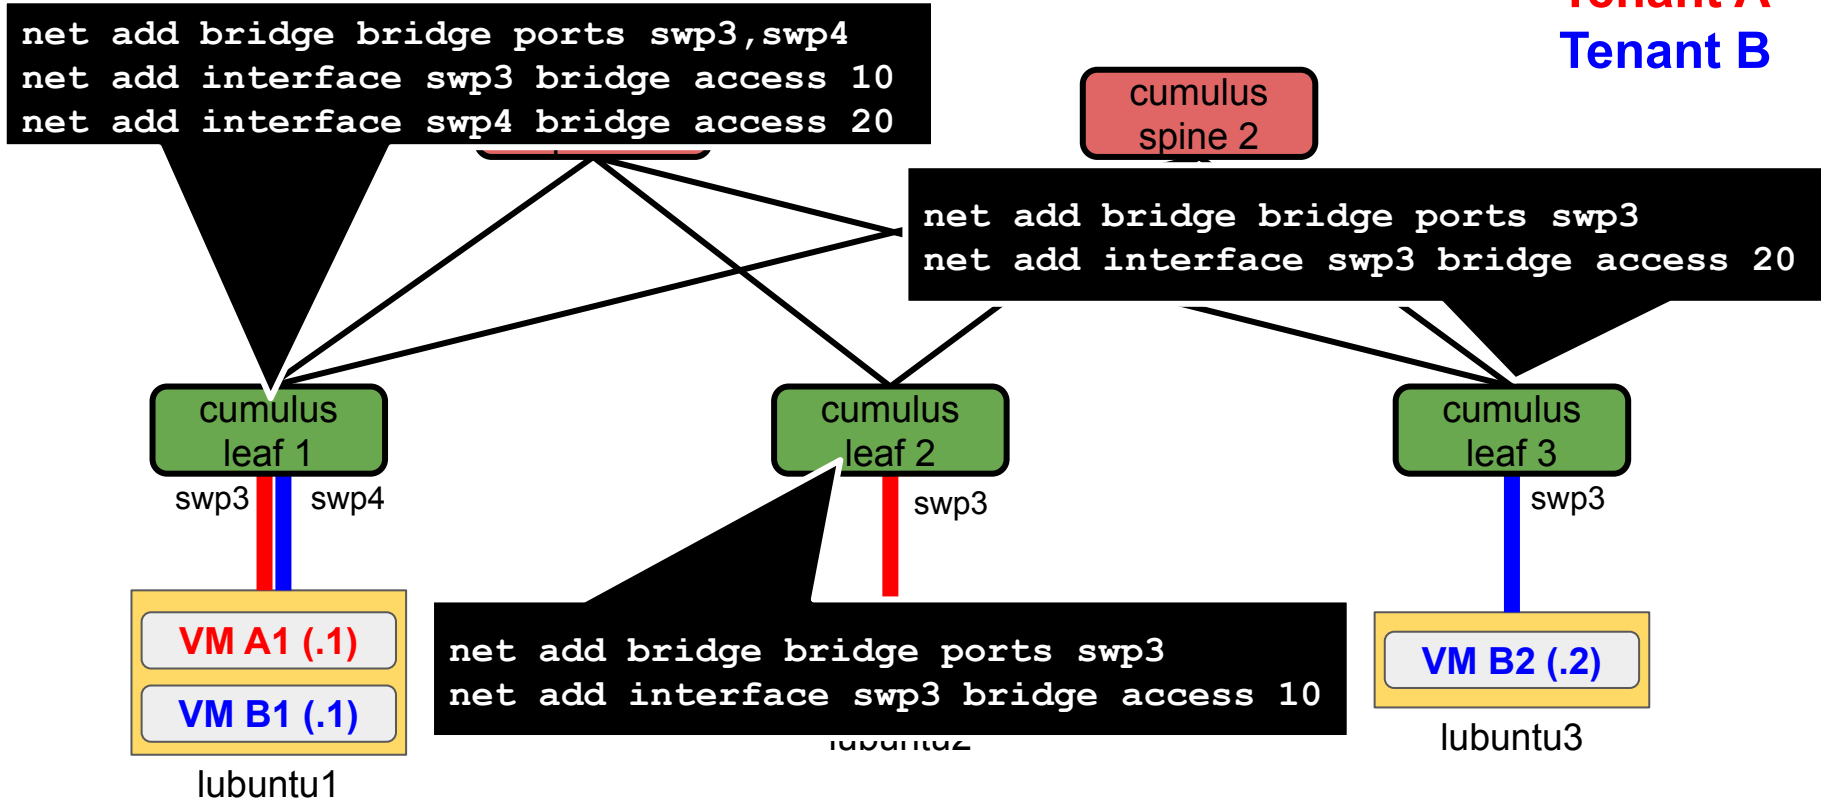 Tenant A
Tenant B
net add bridge bridge ports swp3,swp4
net add interface swp3 bridge access 10
net add interface swp4 bridge access 20
cumulus
spine 2
net add bridge bridge ports swp3
net add interface swp3 bridge access 20
cumulus
leaf 1
cumulus
leaf 2
cumulus
leaf 3
swp3
swp4
swp3
swp3
VM A1 (.1)
VM B1 (.1)
net add bridge bridge ports swp3
net add interface swp3 bridge access 10
VM B2 (.2)
lubuntu1
lubuntu2
lubuntu3